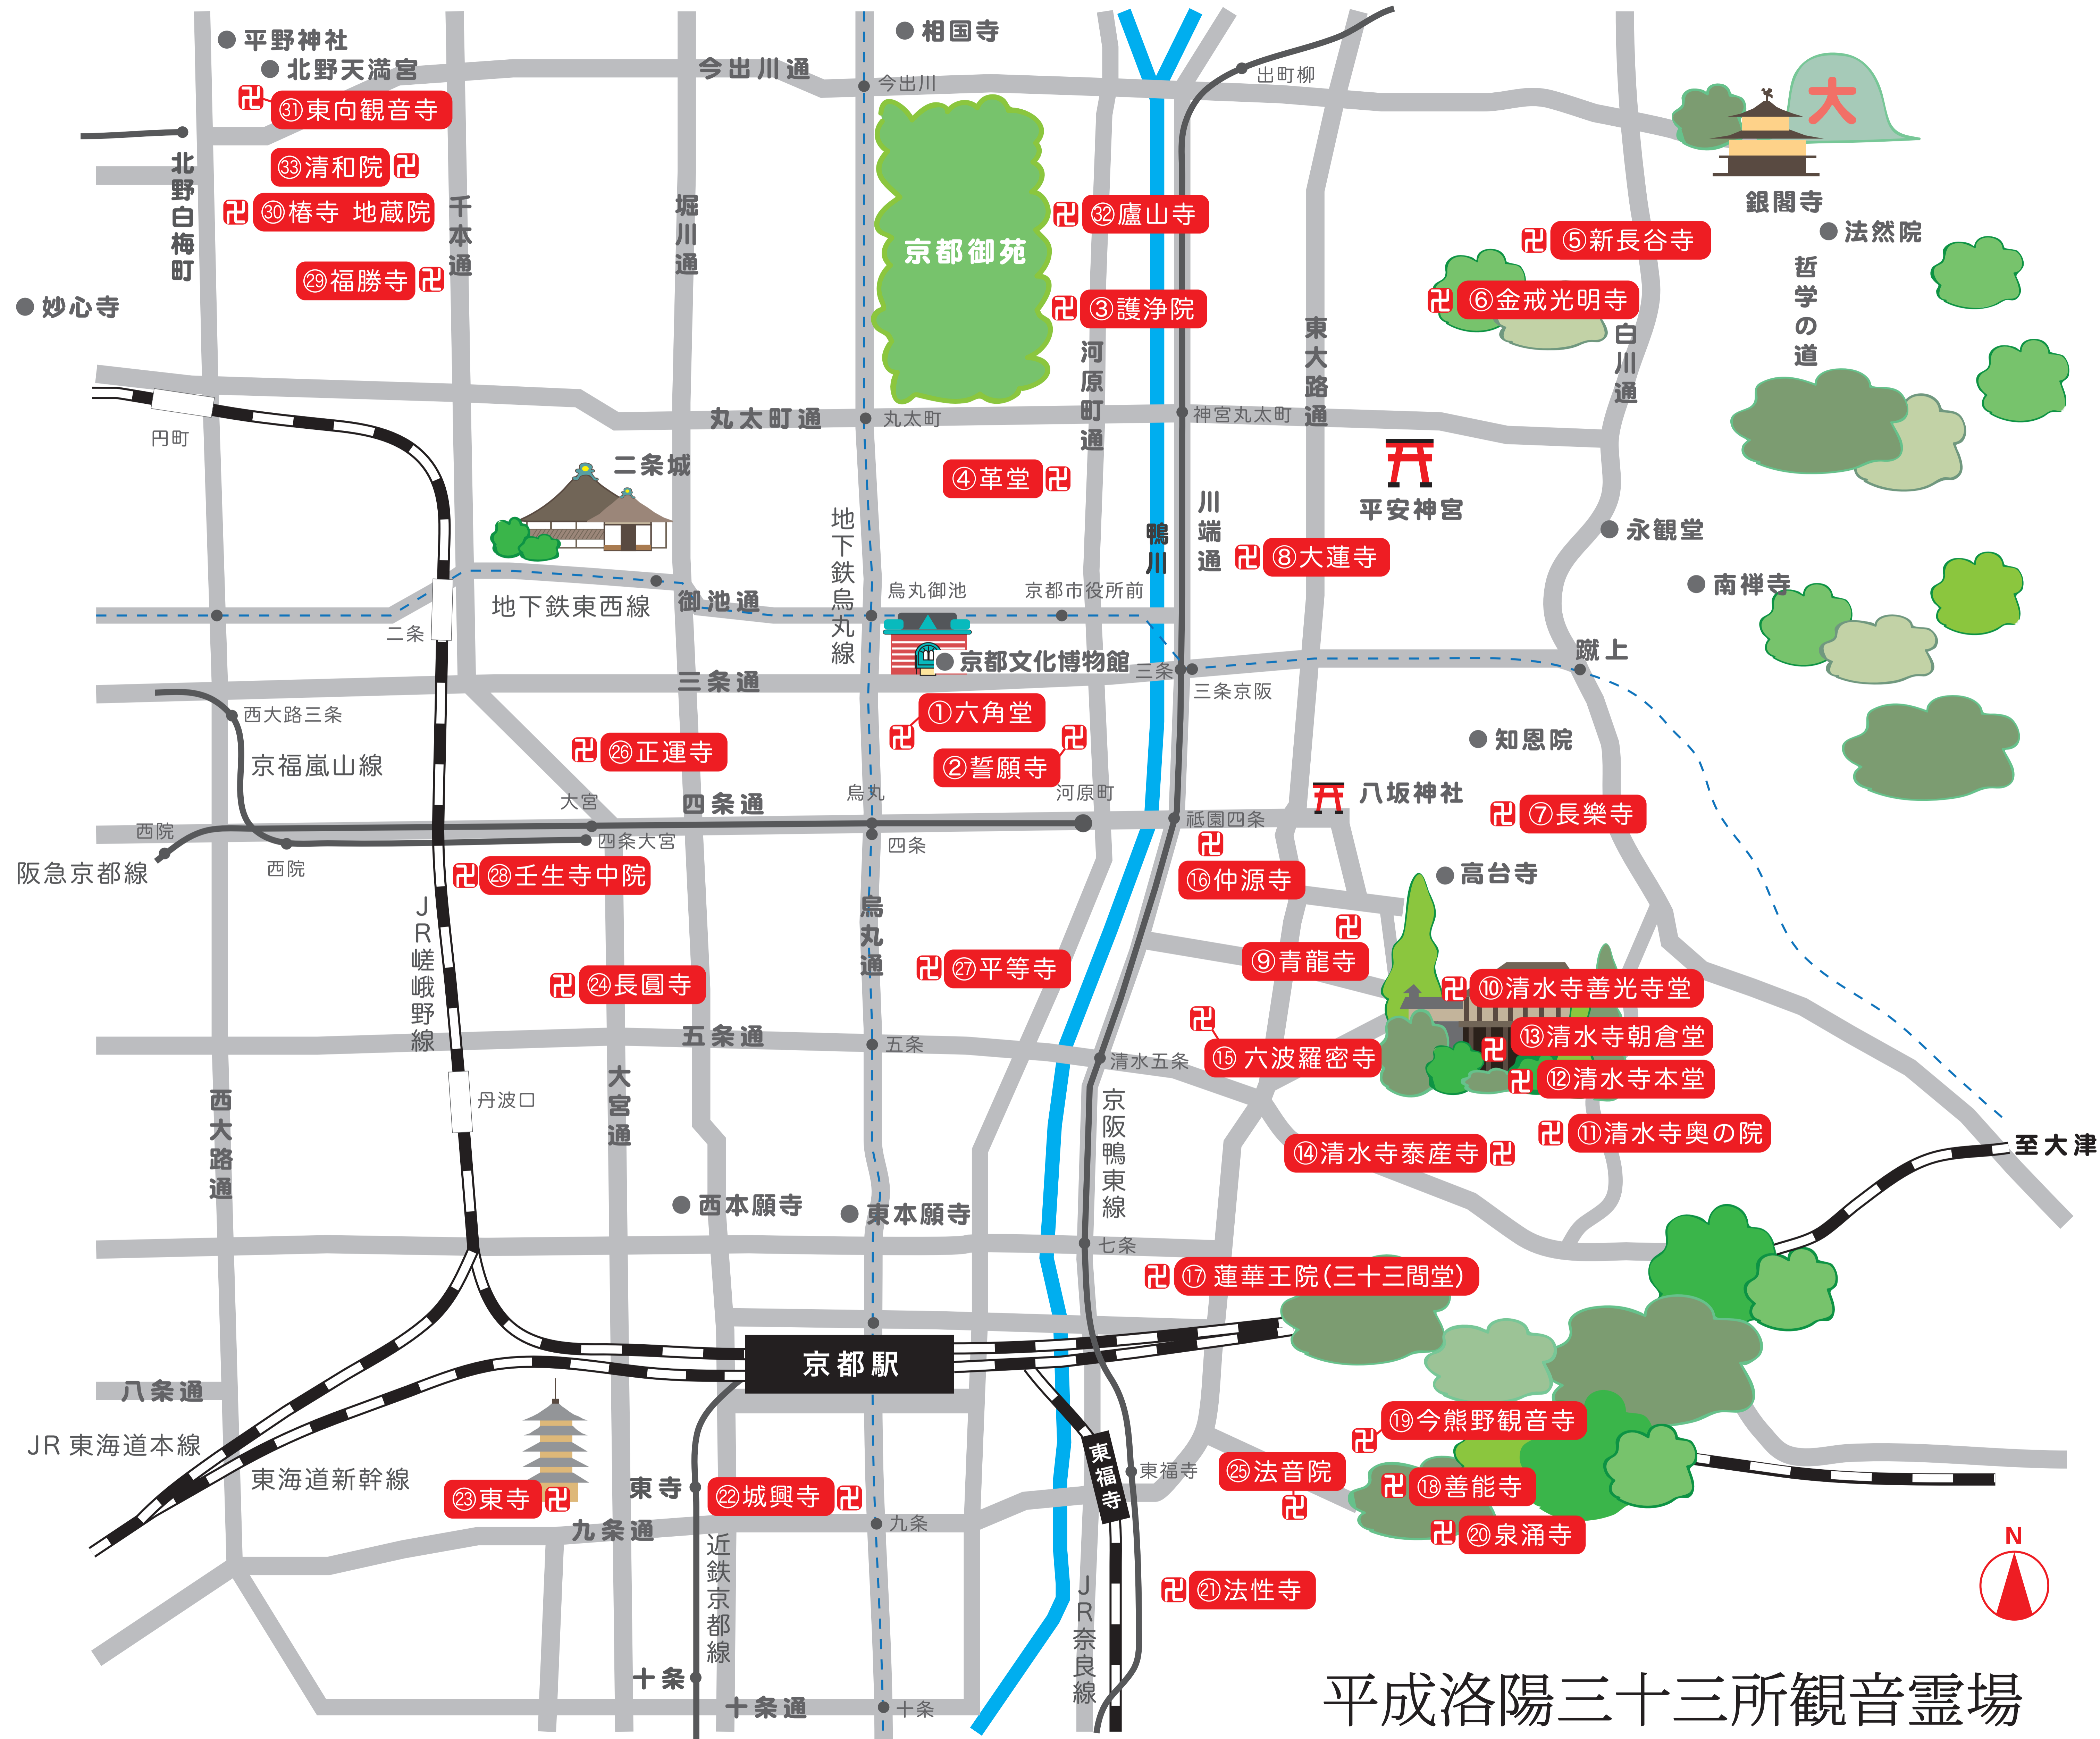 平野神社
北野天満宮
㉛東向観音寺
㉝清和院
㉚椿寺 地蔵院
㉙福勝寺
北野白梅町
妙心寺
千本通
堀川通
今出川通
相国寺
今出川
出町柳
京都御苑
㉜廬山寺
③護浄院
河原町通
東大路通
⑤新長谷寺
⑥金戒光明寺
白川通
大
銀閣寺
法然院
哲学の道
円町
丸太町通
丸太町
神宮丸太町
二条城
④革堂
平安神宮
永観堂
南禅寺
鴨川
川端通
⑧大蓮寺
地下鉄烏丸線
地下鉄東西線
御池通
烏丸御池
京都市役所前
二条
京都文化博物館
三条通
三条
三条京阪
蹴上
西大路三条
京福嵐山線
㉖正運寺
①六角堂
②誓願寺
知恩院
八坂神社
⑦長樂寺
大宮
四条通
烏丸
河原町
祇園四条
西院
四条大宮
四条
西院
阪急京都線
㉘壬生寺中院
⑯仲源寺
高台寺
JR嵯峨野線
烏丸通
㉗平等寺
⑨青龍寺
㉔長圓寺
⑩清水寺善光寺堂
⑬清水寺朝倉堂
⑫清水寺本堂
⑪清水寺奥の院
⑭清水寺泰産寺
⑮六波羅密寺
五条通
五条
清水五条
丹波口
大宮通
西大路通
京阪鴨東線
至大津
西本願寺
東本願寺
七条
⑰蓮華王院(三十三間堂)
京都駅
八条通
JR東海道本線
東海道新幹線
㉓東寺
東寺
㉒城興寺
九条通
九条
近鉄京都線
東福寺
東福寺
⑲今熊野観音寺
㉕法音院
⑱善能寺
⑳泉涌寺
㉑法性寺
JR奈良線
十条
十条通
十条
N
平成洛陽三十三所観音霊場